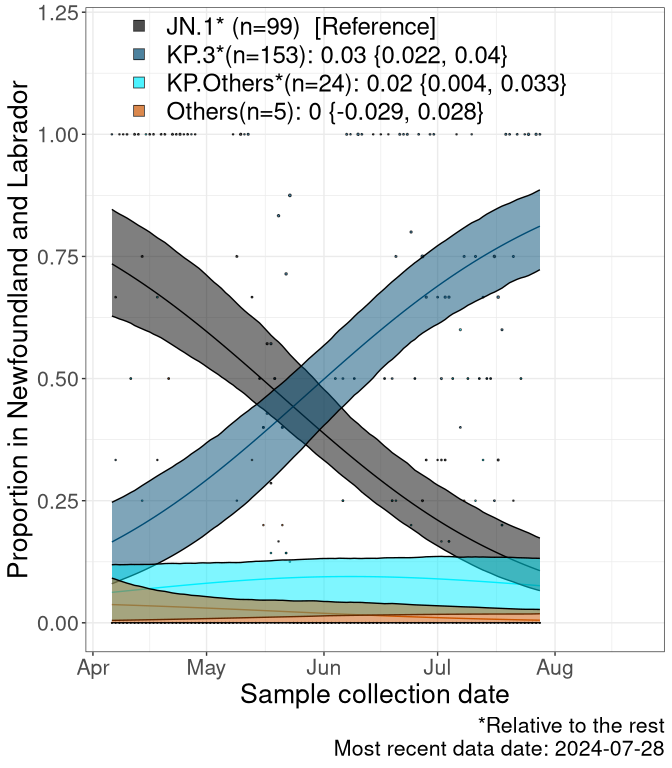 JN.1* (n=99)  [Reference]
KP.3*(n=153): 0.03 {0.022, 0.04}
KP.Others*(n=24): 0.02 {0.004, 0.033}
Others(n=5): 0 {-0.029, 0.028}
Proportion in Newfoundland and Labrador
1.25
1.00
0.75
0.50
0.25
0.00
Apr May Jun Jul Aug
Sample collection date
*Relative to the rest
Most recent data date: 2024-07-28